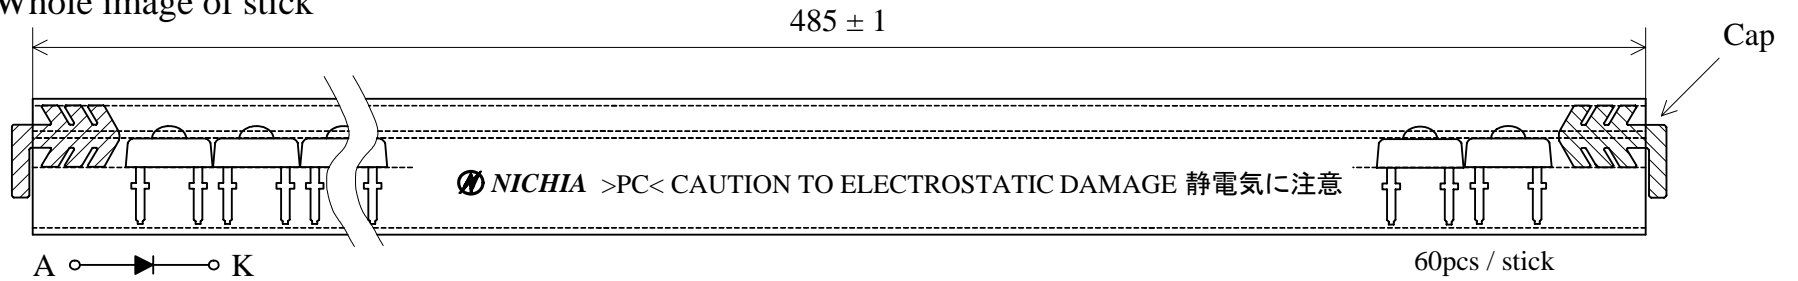 Whole image of stick
485 ± 1
Cap
NICHIA >PC< CAUTION TO ELECTROSTATIC DAMAGE 静電気に注意
A K
60pcs / stick